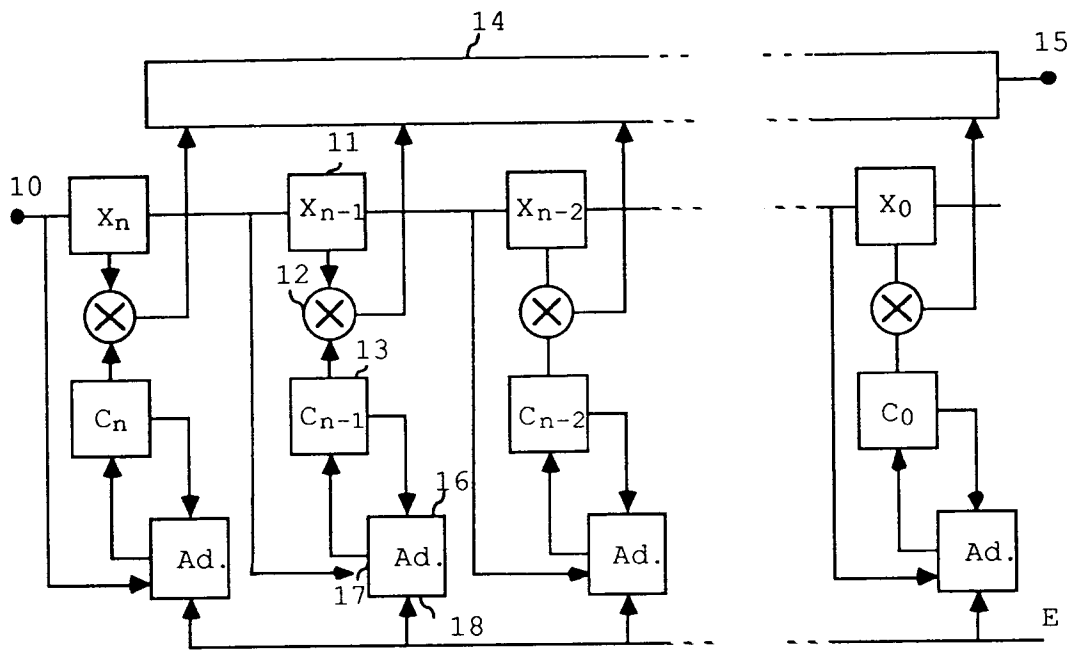 14
15
11
10
Xₙ
Xₙ₋₁
Xₙ₋₂
X₀
12
13
Cₙ
Cₙ₋₁
Cₙ₋₂
C₀
16
Ad.
Ad.
Ad.
Ad.
17
18
E